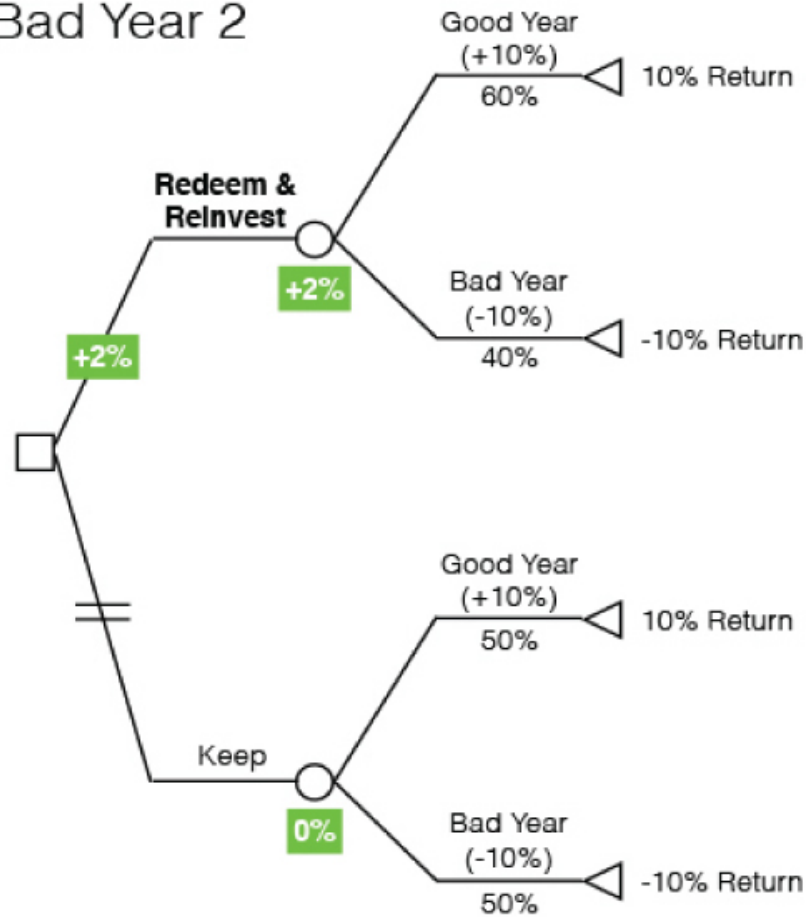 Bad Year 2
Good Year
(+10%)
60%
10% Return
Redeem &
ReInvest
+2%
Bad Year
(-10%)
40%
-10% Return
+2%
Good Year
(+10%)
50%
10% Return
Keep
0%
Bad Year
(-10%)
50%
-10% Return